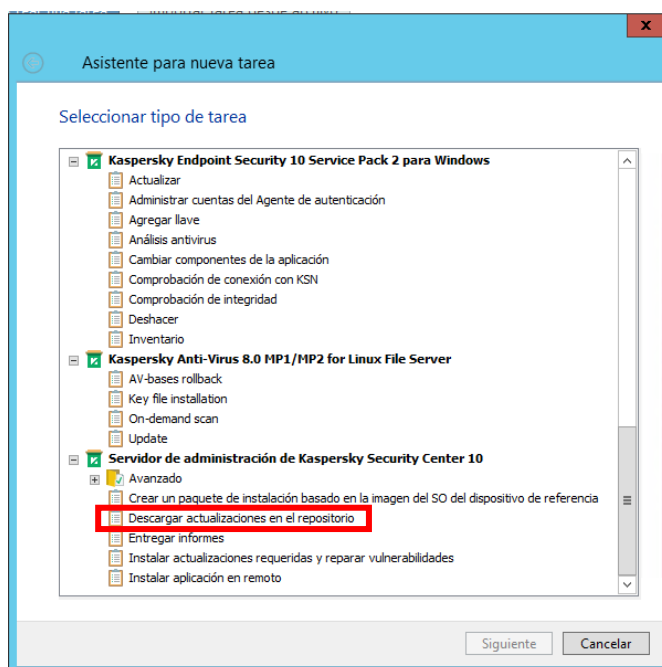 Importar tarea desde archivo
x
Asistente para nueva tarea
Seleccionar tipo de tarea
Kaspersky Endpoint Security 10 Service Pack 2 para Windows
Actualizar
Administrar cuentas del Agente de autenticación
Agregar llave
Análisis antivirus
Cambiar componentes de la aplicación
Comprobación de conexión con KSN
Comprobación de integridad
Deshacer
Inventario
Kaspersky Anti-Virus 8.0 MP1/MP2 for Linux File Server
AV-bases rollback
Key file installation
On-demand scan
Update
Servidor de administración de Kaspersky Security Center 10
Avanzado
Crear un paquete de instalación basado en la imagen del SO del dispositivo de referencia
Descargar actualizaciones en el repositorio
Entregar informes
Instalar actualizaciones requeridas y reparar vulnerabilidades
Instalar aplicación en remoto
Siguiente Cancelar